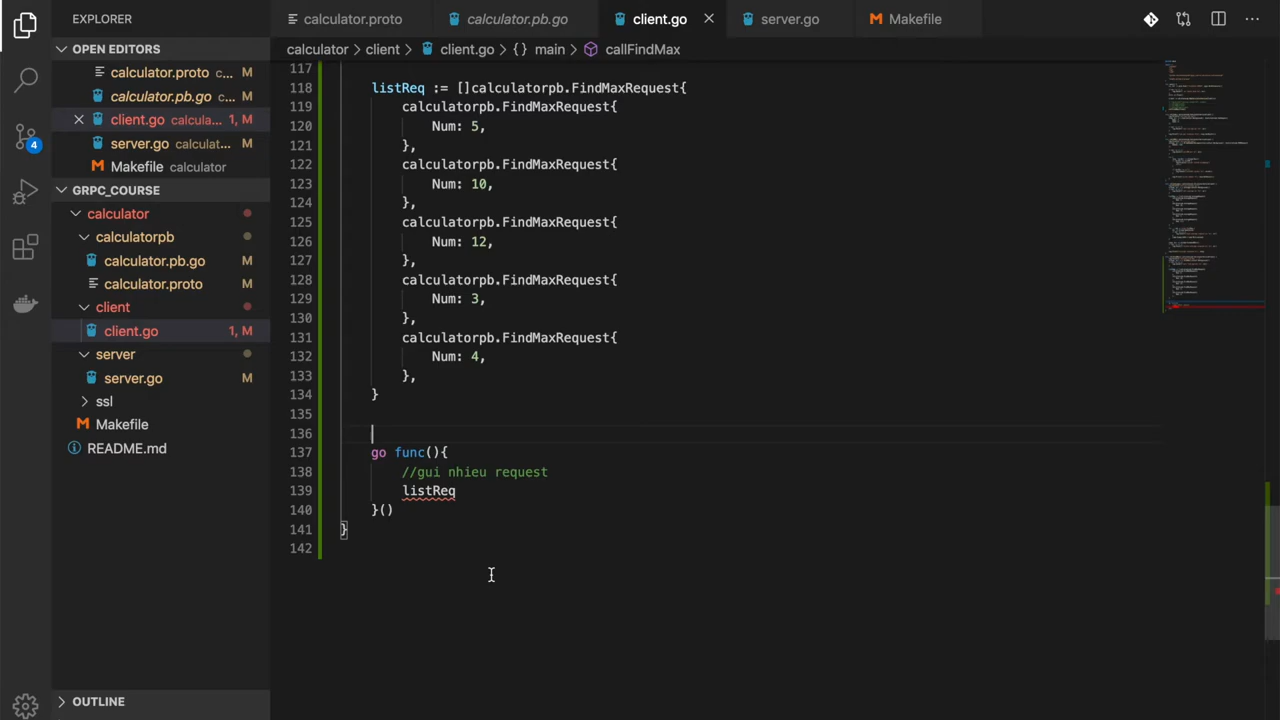 EXPLORER
calculator.proto
calculator.pb.go
client.go
server.go
Makefile
OPEN EDITORS
calculator.proto c... M
calculator.pb.go c... M
client.go calcula... 1, M
server.go calculat... M
Makefile calculator
GRPC_COURSE
calculator
calculatorpb
calculator.pb.go M
calculator.proto M
client
client.go 1, M
server
server.go M
ssl
Makefile
README.md
OUTLINE
4
calculator > client > client.go > {} main > callFindMax
117
118 listReq := []calculatorpb.FindMaxRequest{
119 calculatorpb.FindMaxRequest{
120 Num: 5,
121 },
122 calculatorpb.FindMaxRequest{
123 Num: 10,
124 },
125 calculatorpb.FindMaxRequest{
126 Num: 12,
127 },
128 calculatorpb.FindMaxRequest{
129 Num: 3,
130 },
131 calculatorpb.FindMaxRequest{
132 Num: 4,
133 },
134 }
135
136
137 go func(){
138 //gui nhieu request
139 listReq
140 }()
141 }
142